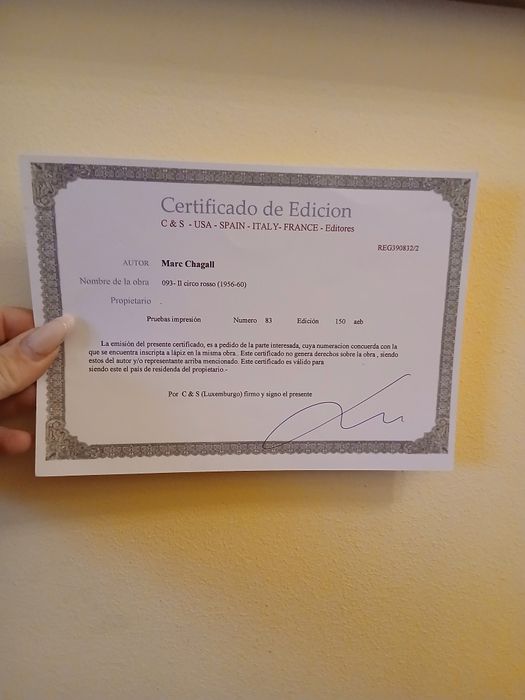 Certificado de Edicion
C & S - USA - SPAIN - ITALY- FRANCE - Editores
REG390832/2
AUTOR Marc Chagall
Nombre de la obra 093- Il circo rosso (1956-60)
Propietario .
Pruebas impresión Numero 83 Edición 150 aeb
La emisión del presente certificado, es a pedido de la parte interesada, cuya numeracion concuerda con la
que se encuentra inscripta a lápiz en la misma obra . Este certificado no genera derechos sobre la obra , siendo
estos del autor y/o representante arriba mencionado. Este certificado es válido para
siendo este el pais de residenda del propietario.-
Por C & S (Luxemburgo) firmo y signo el presente